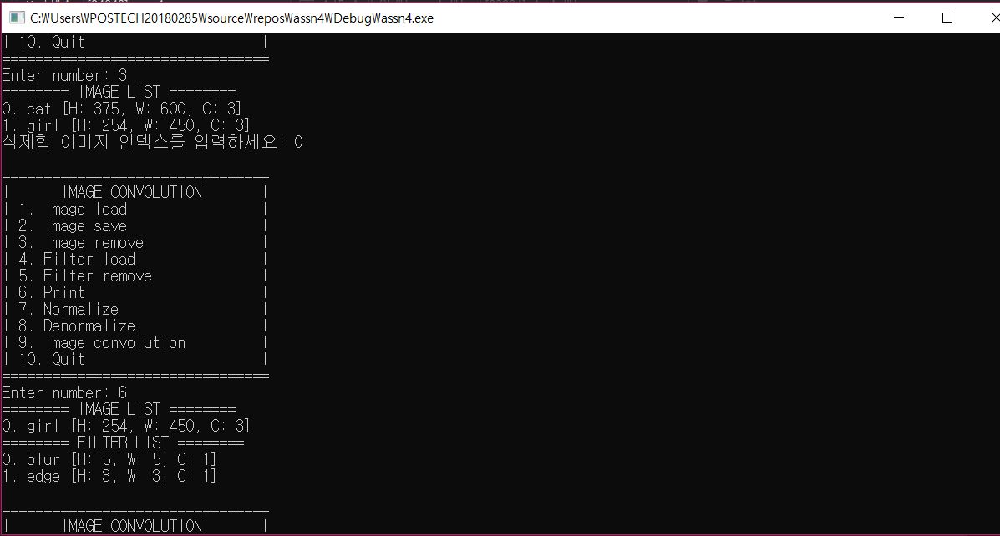 C:₩Users₩POSTECH20180285₩source₩repos₩assn4₩Debug₩assn4.exe
| 10. Quit                     |
================================
Enter number: 3
======== IMAGE LIST ========
0. cat [H: 375, W: 600, C: 3]
1. girl [H: 254, W: 450, C: 3]
삭제할 이미지 인덱스를 입력하세요: 0
================================
|      IMAGE CONVOLUTION       |
| 1. Image load                |
| 2. Image save                |
| 3. Image remove              |
| 4. Filter load               |
| 5. Filter remove             |
| 6. Print                     |
| 7. Normalize                 |
| 8. Denormalize               |
| 9. Image convolution         |
| 10. Quit                     |
================================
Enter number: 6
======== IMAGE LIST ========
0. girl [H: 254, W: 450, C: 3]
======== FILTER LIST ========
0. blur [H: 5, W: 5, C: 1]
1. edge [H: 3, W: 3, C: 1]
================================
|      IMAGE CONVOLUTION       |